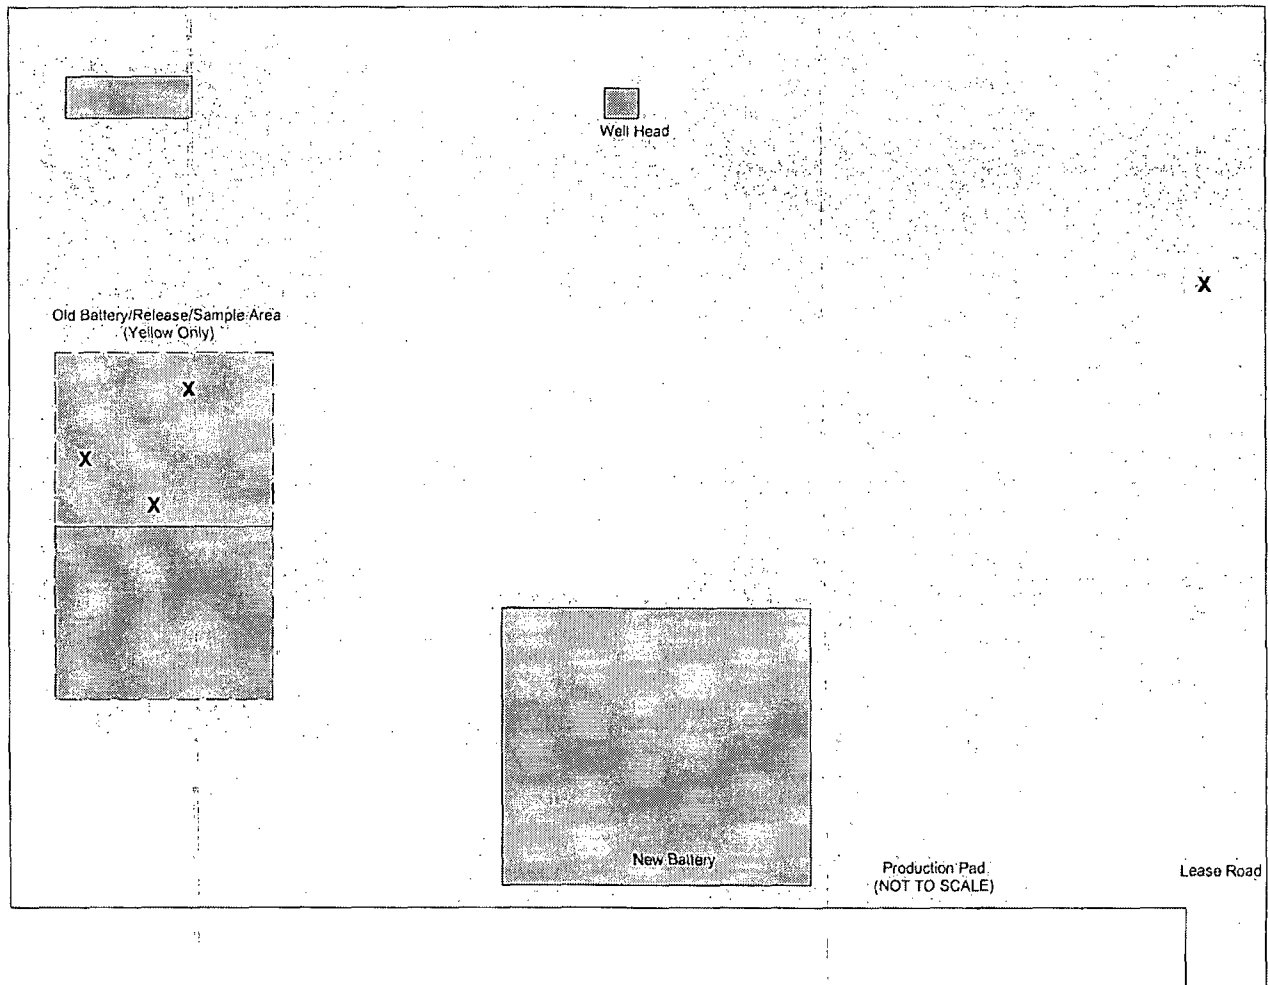 Well Head
X
Old Battery/Release/Sample Area
(Yellow Only)
X
X
X
New Battery
Production Pad
(NOT TO SCALE)
Lease Road